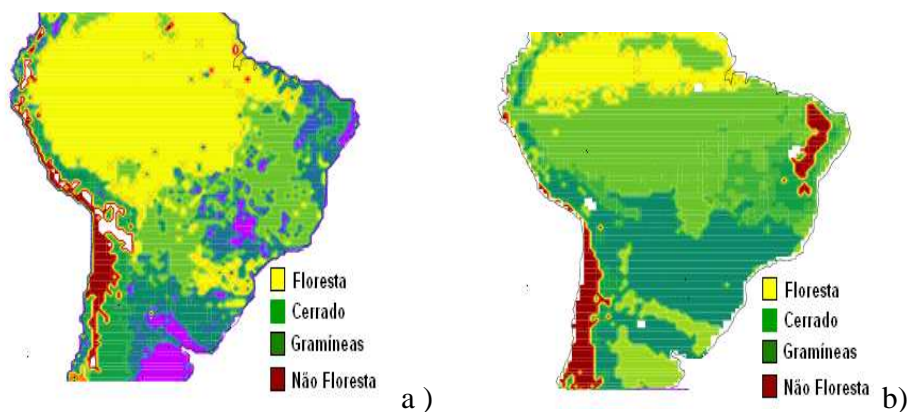 Floresta
Cerrado
Gramíneas
Não Floresta
a )
Floresta
Cerrado
Gramíneas
Não Floresta
b)